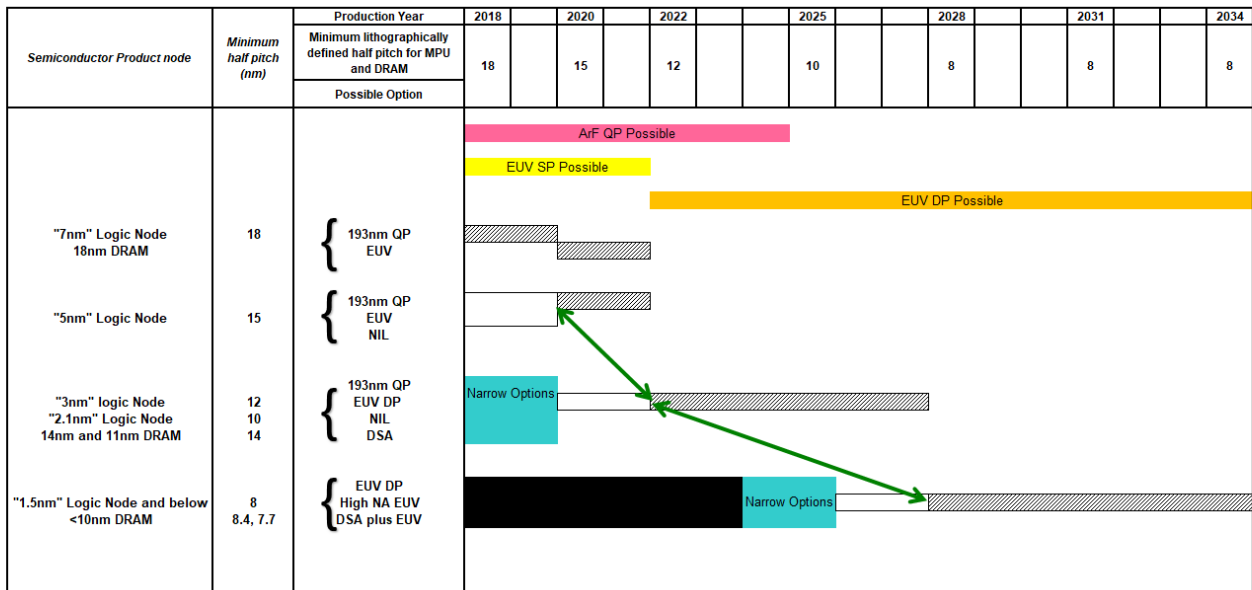 Production Year 2018 2020 2022 2025 2028 2031 2034
Semiconductor Product node
Minimum half pitch (nm)
Minimum lithographically defined half pitch for MPU and DRAM
18 15 12 10 8 8 8
Possible Option
ArF QP Possible
EUV SP Possible
EUV DP Possible
"7nm" Logic Node 18 { 193nm QP
18nm DRAM EUV
193nm QP
"5nm" Logic Node 15 { EUV
NIL
193nm QP
"3nm" logic Node 12 { EUV DP Narrow Options
"2.1nm" Logic Node 10 NIL
14nm and 11nm DRAM 14 DSA
EUV DP
"1.5nm" Logic Node and below 8 { High NA EUV Narrow Options
<10nm DRAM 8.4, 7.7 DSA plus EUV